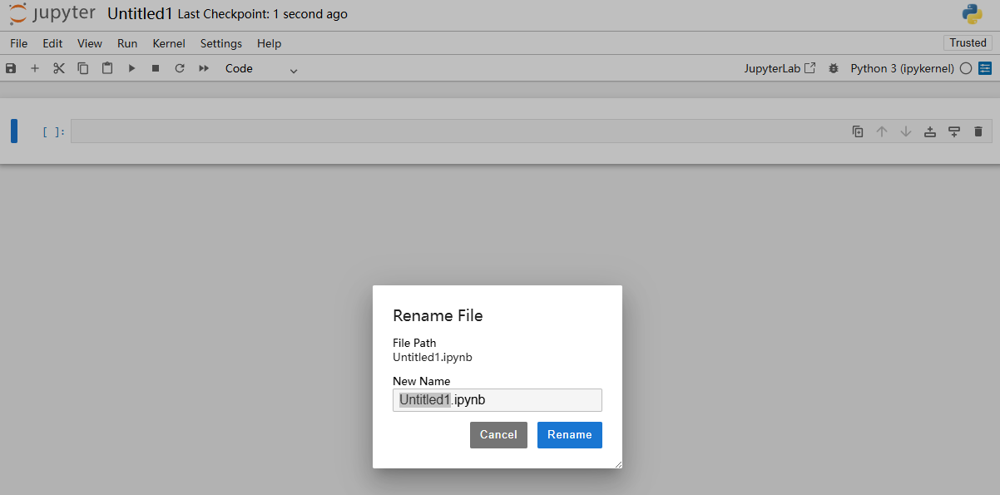 jupyter Untitled1 Last Checkpoint: 1 second ago
File Edit View Run Kernel Settings Help Trusted
Code JupyterLab Python 3 (ipykernel)
[ ]:
Rename File
File Path
Untitled1.ipynb
New Name
Untitled1.ipynb
Cancel Rename